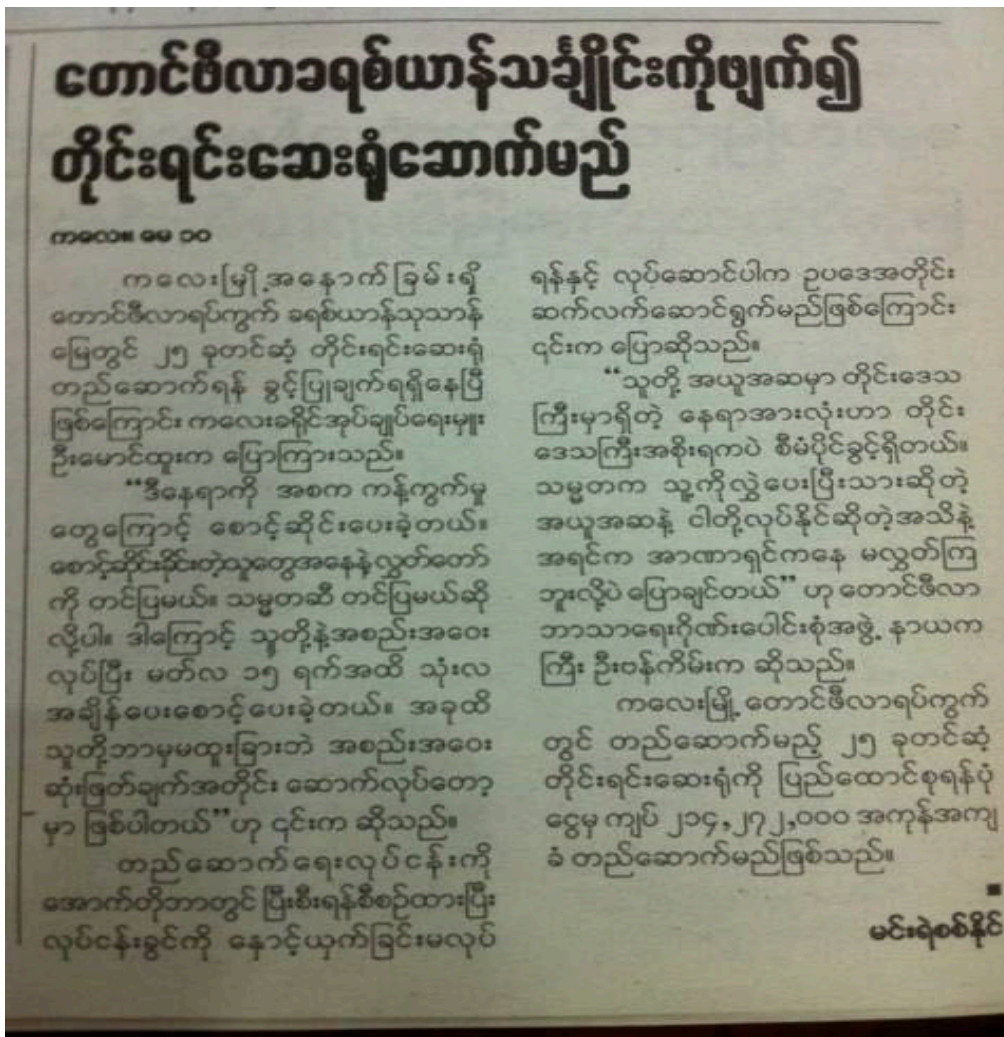 တောင်ဖီလာခရစ်ယာန်သင်္ချိုင်းကိုဖျက်၍
တိုင်းရင်းဆေးရုံဆောက်မည်
ကလေး၊ မေ ၁၀
ကလေးမြို့အနောက်ခြမ်းရှိ
တောင်ဖီလာရပ်ကွက် ခရစ်ယာန်သုသာန်
မြေတွင် ၂၅ ခုတင်ဆံ့ တိုင်းရင်းဆေးရုံ
တည်ဆောက်ရန် ခွင့်ပြုချက်ရရှိနေပြီ
ဖြစ်ကြောင်း ကလေးခရိုင်အုပ်ချုပ်ရေးမှူး
ဦးမောင်ထူးက ပြောကြားသည်။
“ဒီနေရာကို အစက ကန့်ကွက်မှု
တွေကြောင့် စောင့်ဆိုင်းပေးခဲ့တယ်။
စောင့်ဆိုင်းခိုင်းတဲ့သူတွေအနေနဲ့ လွှတ်တော်
ကို တင်ပြမယ်။ သမ္မတဆီ တင်ပြမယ်ဆို
လို့ပါ။ ဒါကြောင့် သူတို့နဲ့အစည်းအဝေး
လုပ်ပြီး မတ်လ ၁၅ ရက်အထိ သုံးလ
အချိန်ပေးစောင့်ပေးခဲ့တယ်။ အခုထိ
သူတို့ဘာမှမထူးခြားဘဲ အစည်းအဝေး
ဆုံးဖြတ်ချက်အတိုင်း ဆောက်လုပ်တော့
မှာ ဖြစ်ပါတယ်”ဟု ၎င်းက ဆိုသည်။
တည်ဆောက်ရေးလုပ်ငန်းကို
အောက်တိုဘာတွင် ပြီးစီးရန်စီစဉ်ထားပြီး
လုပ်ငန်းခွင်ကို နှောင့်ယှက်ခြင်းမလုပ်
ရန်နှင့် လုပ်ဆောင်ပါက ဥပဒေအတိုင်း
ဆက်လက်ဆောင်ရွက်မည်ဖြစ်ကြောင်း
၎င်းက ပြောဆိုသည်။
“သူတို့ အယူအဆမှာ တိုင်းဒေသ
ကြီးမှာရှိတဲ့ နေရာအားလုံးဟာ တိုင်း
ဒေသကြီးအစိုးရကပဲ စီမံပိုင်ခွင့်ရှိတယ်။
သမ္မတက သူ့ကိုလွှဲပေးပြီးသားဆိုတဲ့
အယူအဆနဲ့ ငါတို့လုပ်နိုင်ဆိုတဲ့အသိနဲ့
အရင်က အာဏာရှင်ကနေ မလွှတ်ကြ
ဘူးလို့ပဲ ပြောချင်တယ်” ဟု တောင်ဖီလာ
ဘာသာရေးဂိုဏ်းပေါင်းစုံအဖွဲ့ နာယက
ကြီး ဦးဗန်ကိမ်းက ဆိုသည်။
ကလေးမြို့ တောင်ဖီလာရပ်ကွက်
တွင် တည်ဆောက်မည့် ၂၅ ခုတင်ဆံ့
တိုင်းရင်းဆေးရုံကို ပြည်ထောင်စုရန်ပုံ
ငွေမှ ကျပ် ၂၁၄,၂၇၂,၀၀၀ အကုန်အကျ
ခံ တည်ဆောက်မည်ဖြစ်သည်။
မင်းရဲစစ်နိုင်